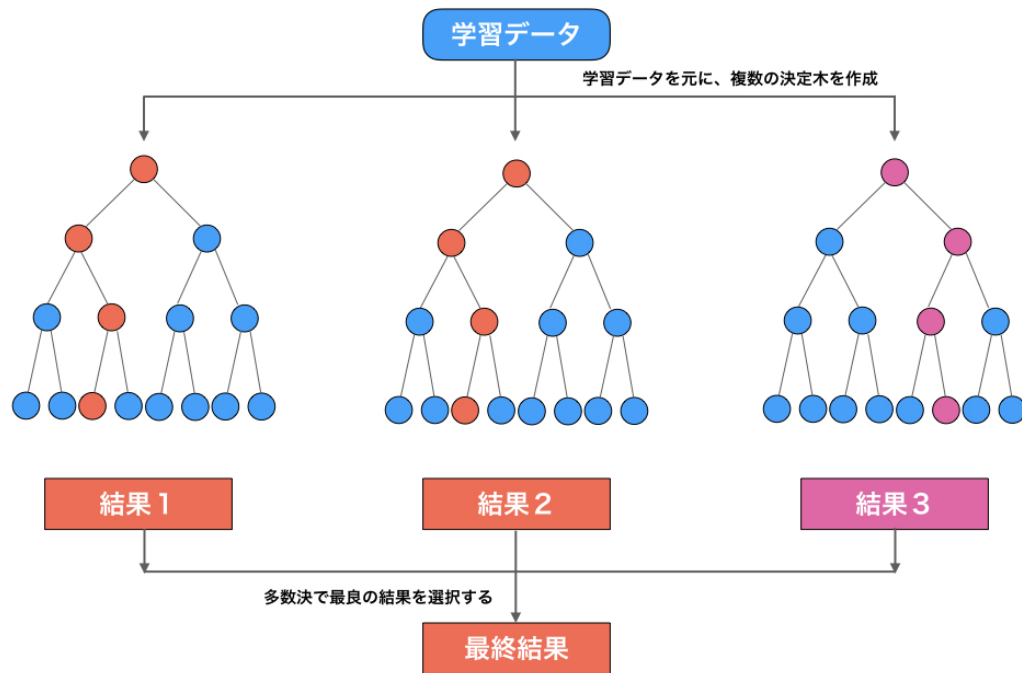 学習データ
学習データを元に、複数の決定木を作成
結果１
結果２
結果３
多数決で最良の結果を選択する
最終結果